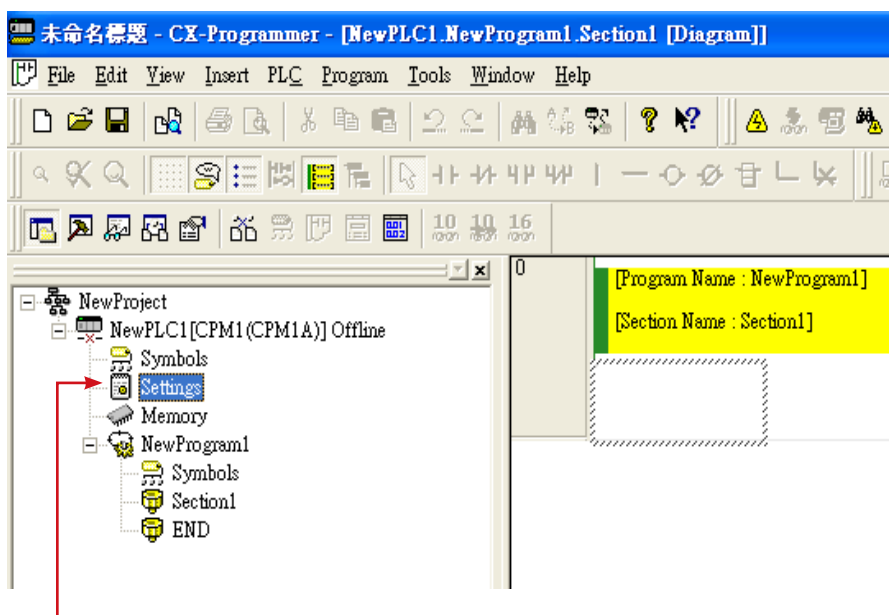 未命名標題 - CX-Programmer - [NewPLC1.NewProgram1.Section1 [Diagram]]
File Edit View Insert PLC Program Tools Window Help
10 10 16
0
[Program Name : NewProgram1]
[Section Name : Section1]
NewProject
NewPLC1[CPM1(CPM1A)] Offline
Symbols
Settings
Memory
NewProgram1
Symbols
Section1
END